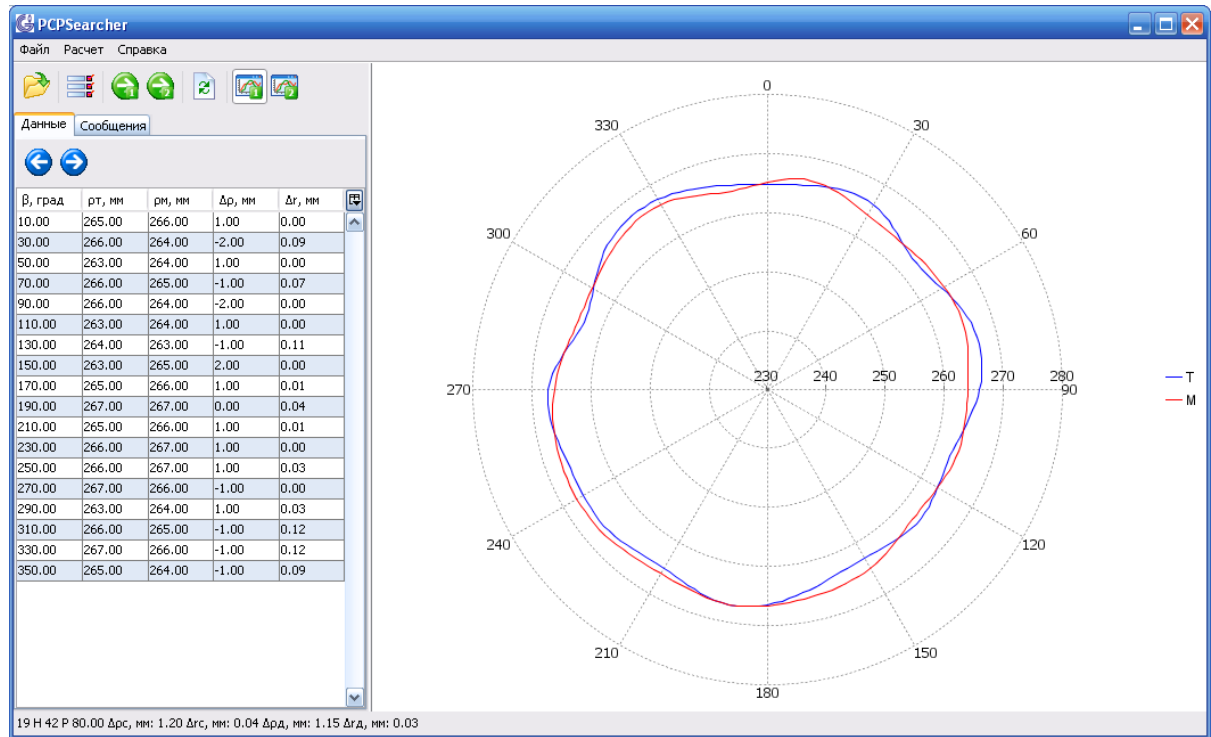 PCPSearcher
Файл Расчет Справка
Данные Сообщения
β, град ρт, мм ρм, мм Δρ, мм Δr, мм
10.00 265.00 266.00 1.00 0.00
30.00 266.00 264.00 -2.00 0.09
50.00 263.00 264.00 1.00 0.00
70.00 266.00 265.00 -1.00 0.07
90.00 266.00 264.00 -2.00 0.00
110.00 263.00 264.00 1.00 0.00
130.00 264.00 263.00 -1.00 0.11
150.00 263.00 265.00 2.00 0.00
170.00 265.00 266.00 1.00 0.01
190.00 267.00 267.00 0.00 0.04
210.00 265.00 266.00 1.00 0.01
230.00 266.00 267.00 1.00 0.00
250.00 266.00 267.00 1.00 0.03
270.00 267.00 266.00 -1.00 0.00
290.00 263.00 264.00 1.00 0.03
310.00 266.00 265.00 -1.00 0.12
330.00 267.00 266.00 -1.00 0.12
350.00 265.00 264.00 -1.00 0.09
0
330 30
300 60
230 240 250 260 270 280
270 90
240 120
210 150
180
T
M
19 Н 42 Р 80.00 Δρс, мм: 1.20 Δrс, мм: 0.04 Δρд, мм: 1.15 Δrд, мм: 0.03